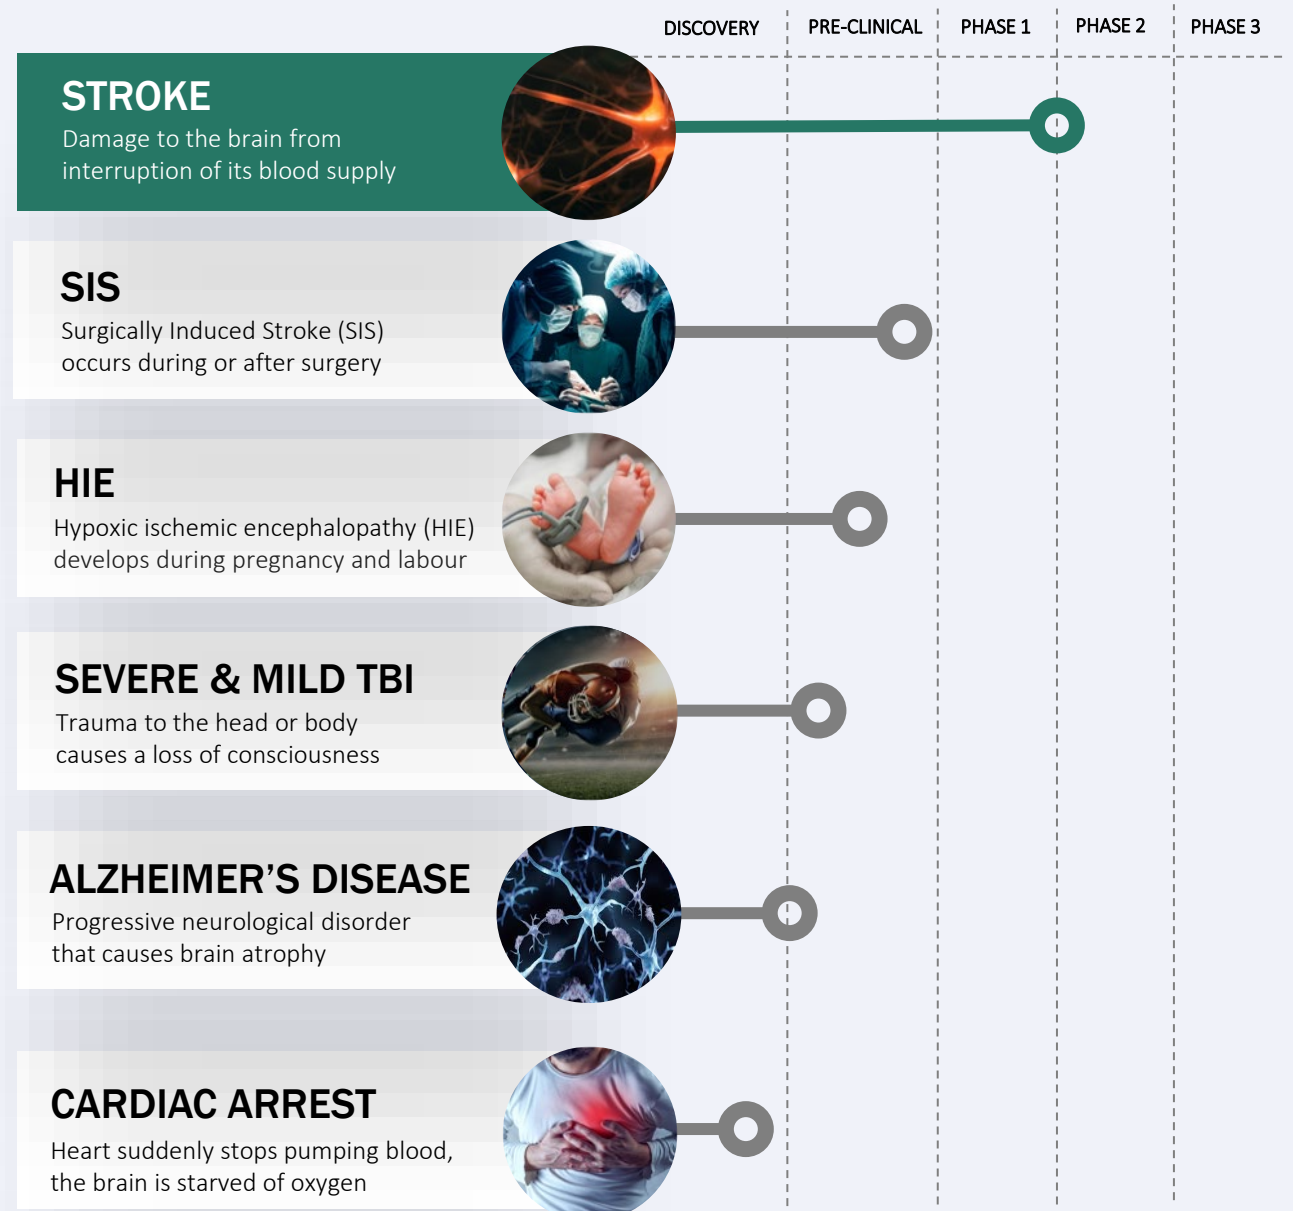 DISCOVERY PRE-CLINICAL PHASE 1 PHASE 2 PHASE 3
STROKE
Damage to the brain from
interruption of its blood supply
SIS
Surgically Induced Stroke (SIS)
occurs during or after surgery
HIE
Hypoxic ischemic encephalopathy (HIE)
develops during pregnancy and labour
SEVERE & MILD TBI
Trauma to the head or body
causes a loss of consciousness
ALZHEIMER’S DISEASE
Progressive neurological disorder
that causes brain atrophy
CARDIAC ARREST
Heart suddenly stops pumping blood,
the brain is starved of oxygen